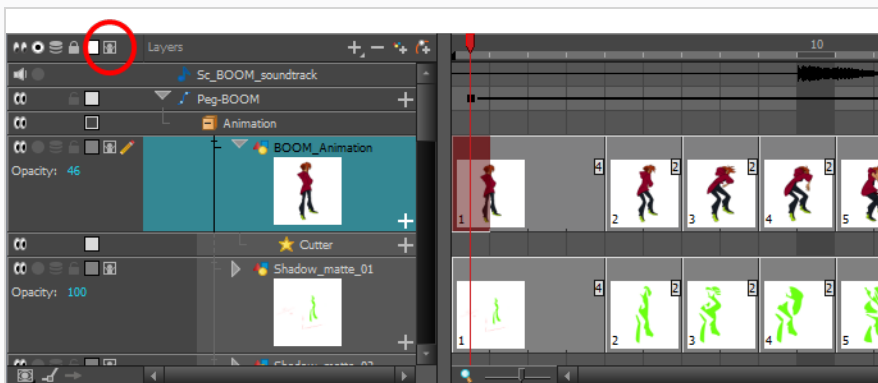 Layers
10
Sc_BOOM_soundtrack
Peg-BOOM
Animation
BOOM_Animation
Opacity: 46
4 2 2 2
1 2 3 4 5
Cutter
Shadow_matte_01
Opacity: 100
4 2 2 2
1 2 3 4 5